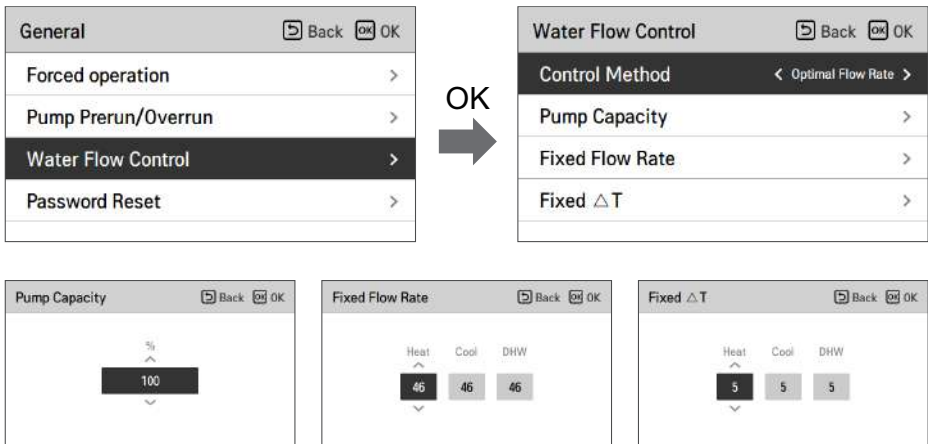 General Back OK
Forced operation
Pump Prerun/Overrun
Water Flow Control
Password Reset
OK
Water Flow Control Back OK
Control Method < Optimal Flow Rate >
Pump Capacity
Fixed Flow Rate
Fixed △T
Pump Capacity Back OK
%
100
Fixed Flow Rate Back OK
Heat Cool DHW
46 46 46
Fixed △T Back OK
Heat Cool DHW
5 5 5